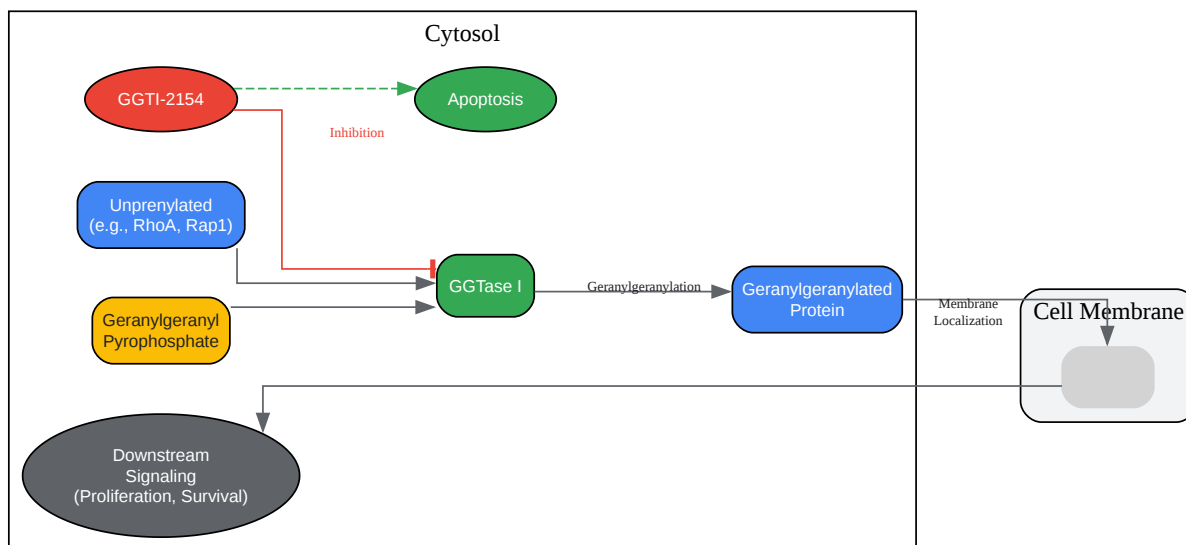 Cytosol
GGTI-2154
Apoptosis
Inhibition
Unprenylated
(e.g., RhoA, Rap1)
GGTase I
Geranylgeranylation
Geranylgeranylated
Protein
Geranylgeranyl
Pyrophosphate
Membrane
Localization
Cell Membrane
Downstream
Signaling
(Proliferation, Survival)